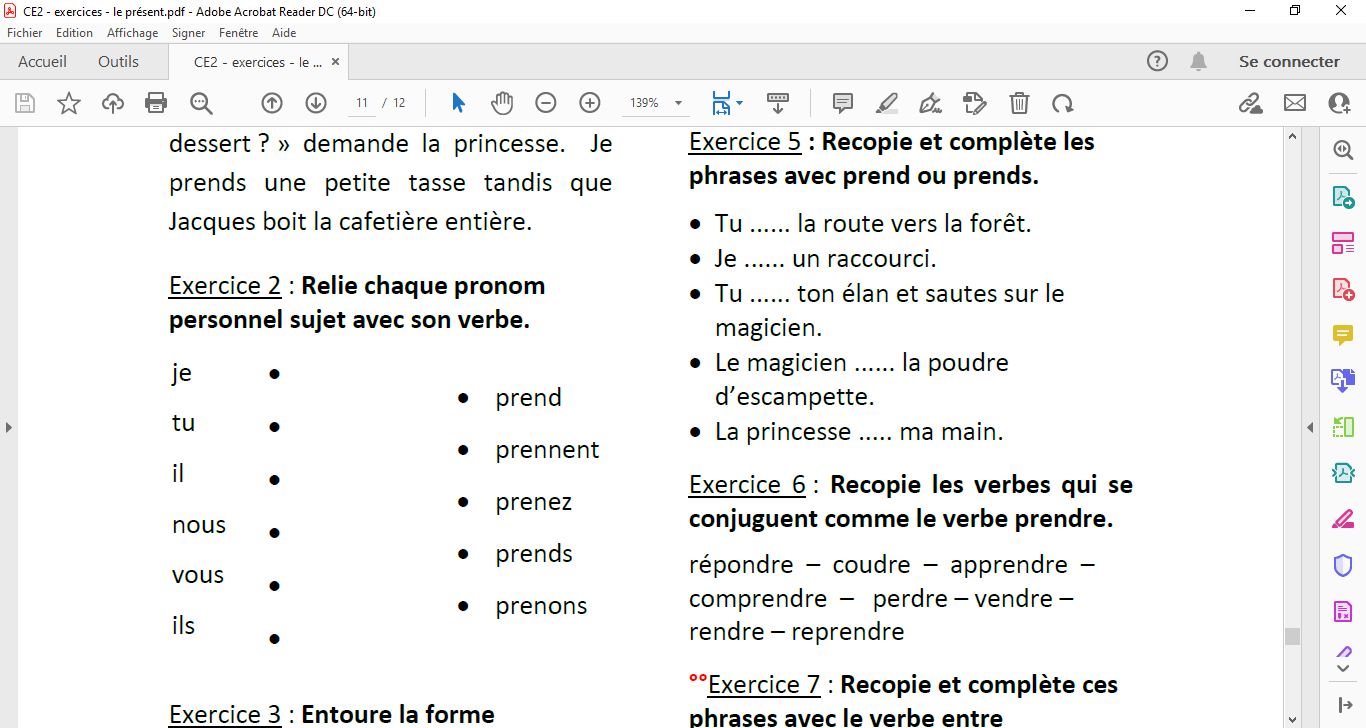 CE2 - exercices - le présent.pdf - Adobe Acrobat Reader DC (64-bit)
Fichier Edition Affichage Signer Fenêtre Aide
Accueil Outils CE2 - exercices - le ... × Se connecter
11 / 12 139%
dessert ? » demande la princesse. Je
prends une petite tasse tandis que
Jacques boit la cafetière entière.
Exercice 2 : Relie chaque pronom
personnel sujet avec son verbe.
je •
tu •
il •
nous •
vous •
ils •
• prend
• prennent
• prenez
• prends
• prenons
Exercice 3 : Entoure la forme
Exercice 5 : Recopie et complète les
phrases avec prend ou prends.
• Tu ...... la route vers la forêt.
• Je ...... un raccourci.
• Tu ...... ton élan et sautes sur le
magicien.
• Le magicien ...... la poudre
d’escampette.
• La princesse ..... ma main.
Exercice 6 : Recopie les verbes qui se
conjuguent comme le verbe prendre.
répondre – coudre – apprendre –
comprendre – perdre – vendre –
rendre – reprendre
°°Exercice 7 : Recopie et complète ces
phrases avec le verbe entre